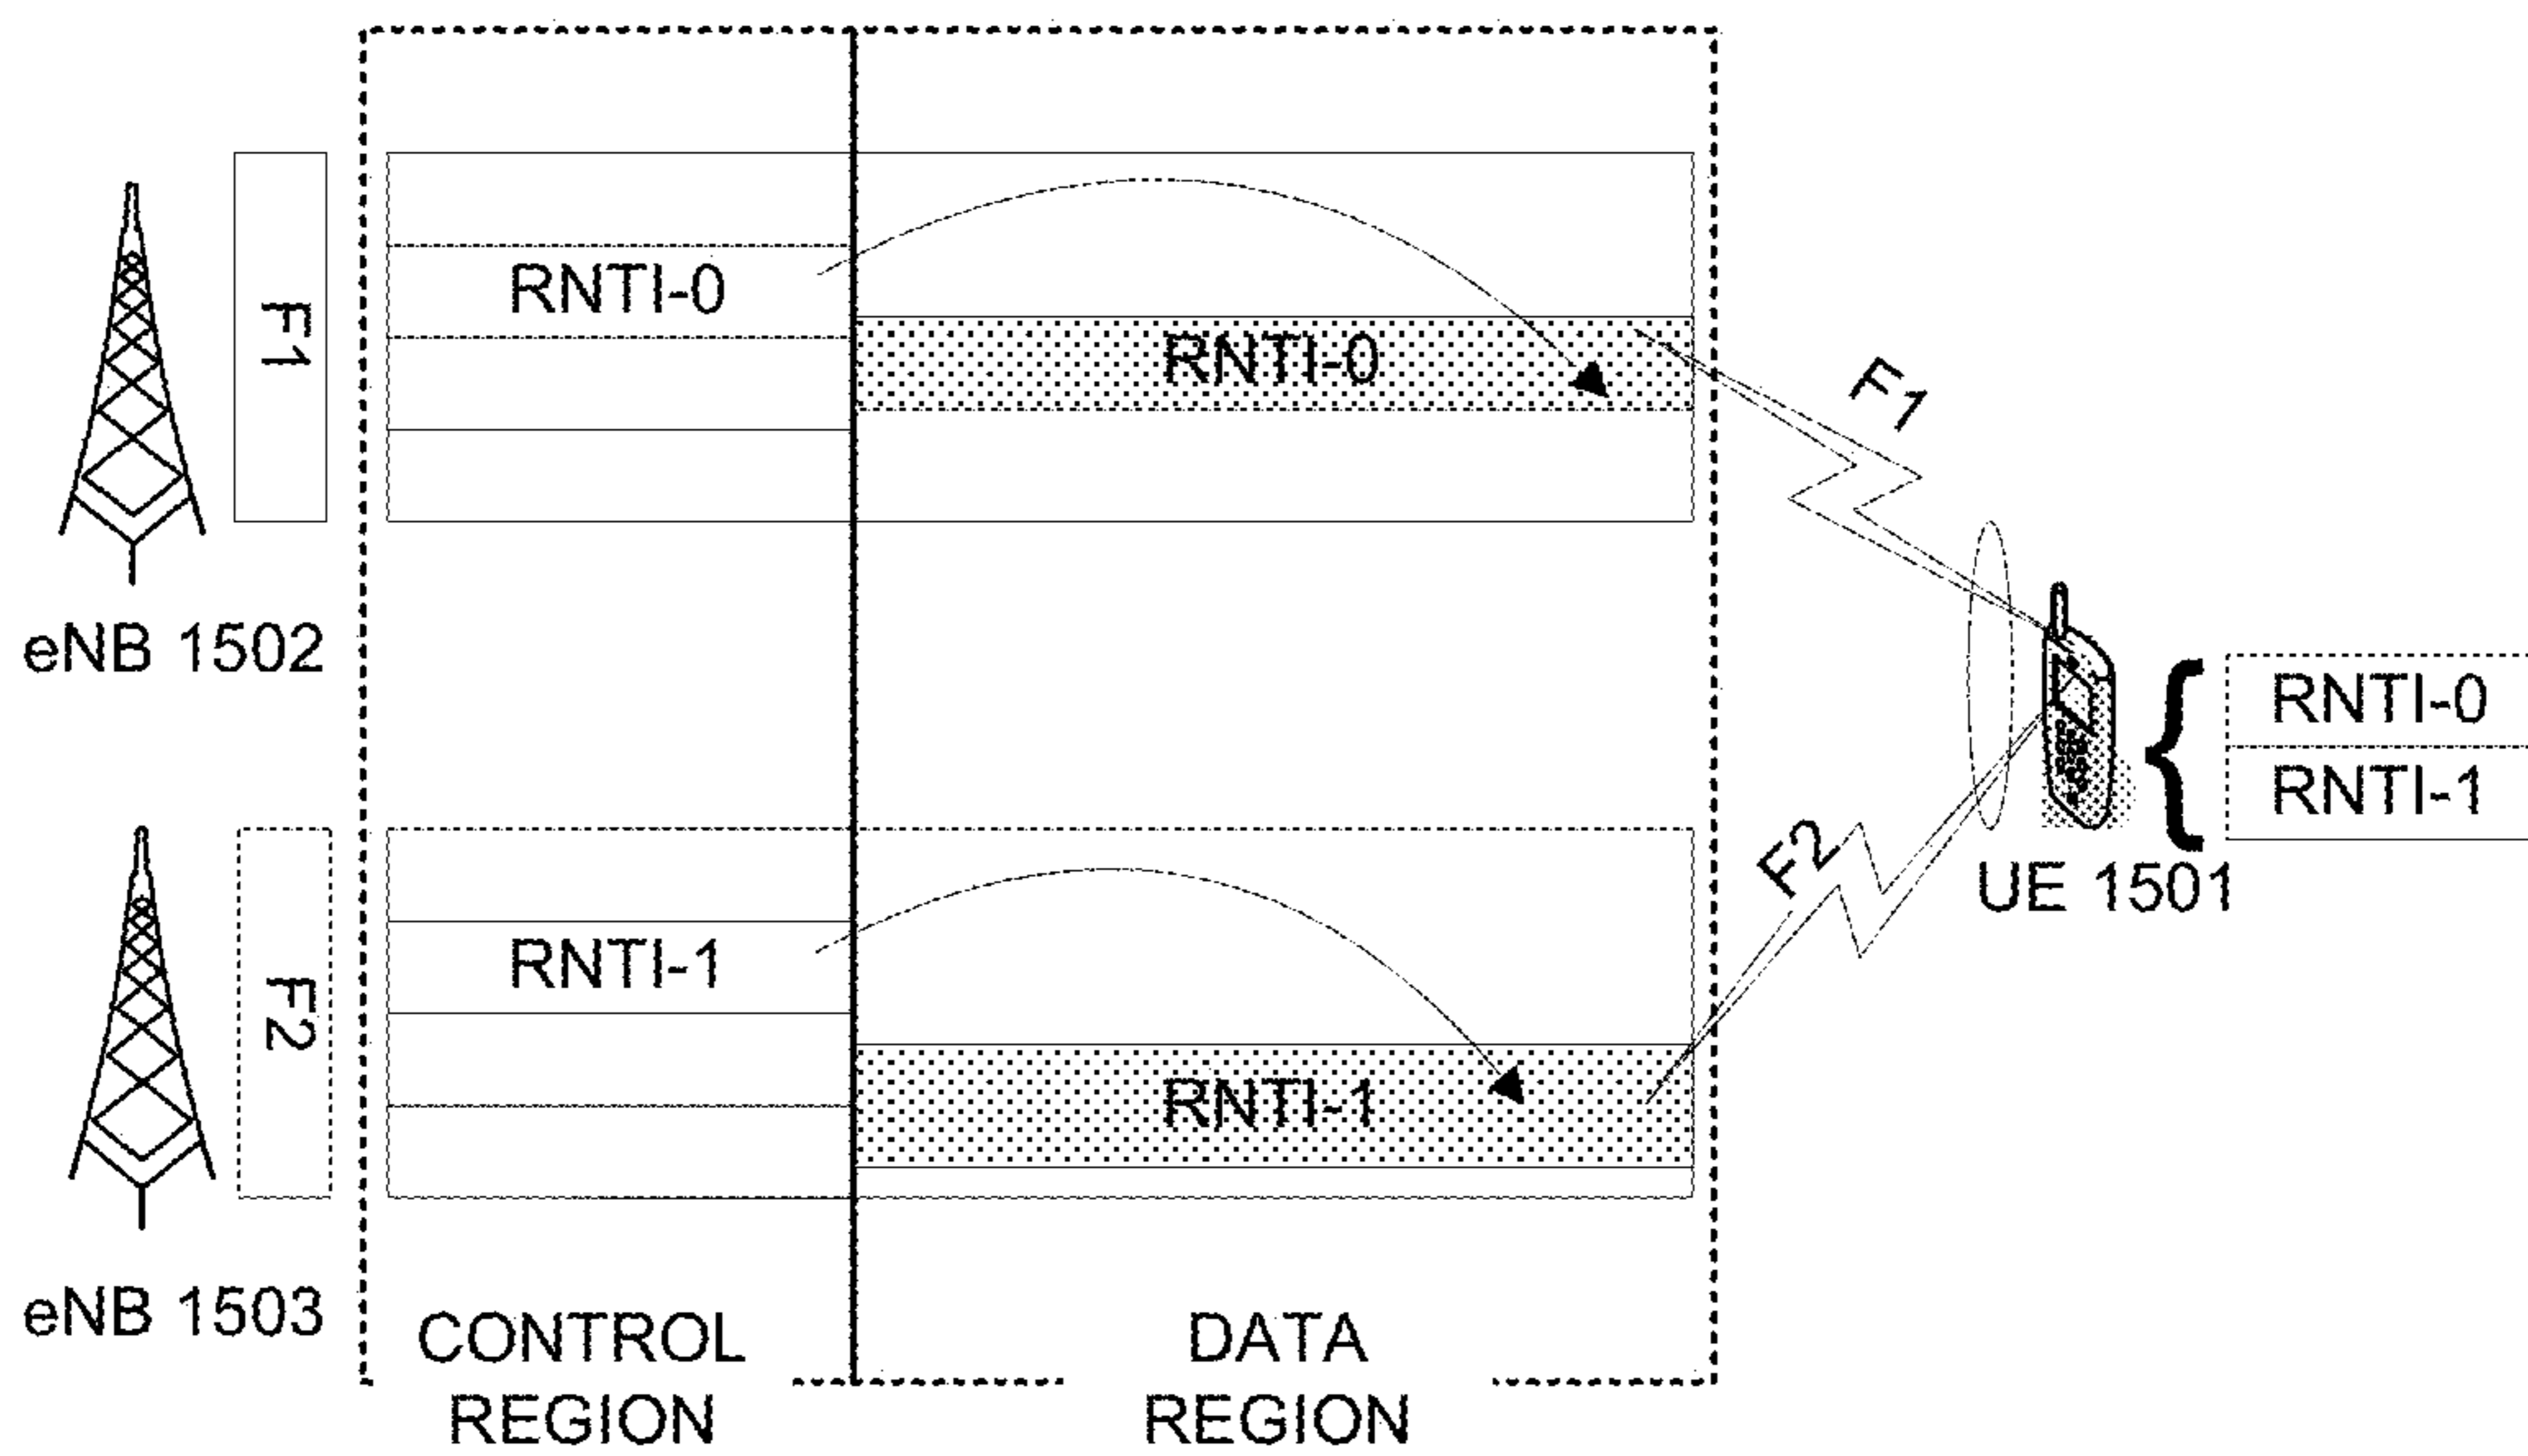 F1
RNTI-0
RNTI-0
F1
eNB 1502
RNTI-0
RNTI-1
UE 1501
F2
F2
RNTI-1
RNTI-1
eNB 1503
CONTROL
REGION
DATA
REGION